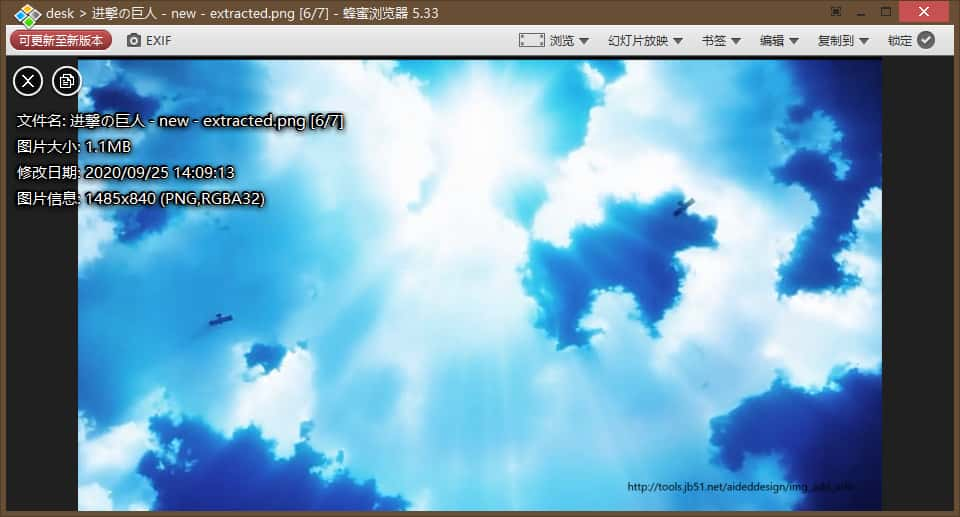 desk > 进撃の巨人 - new - extracted.png [6/7] - 蜂蜜浏览器 5.33
可更新至新版本 EXIF 浏览 幻灯片放映 书签 编辑 复制到 锁定
文件名: 进撃の巨人 - new - extracted.png [6/7]
图片大小: 1.1MB
修改日期: 2020/09/25 14:09:13
图片信息: 1485x840 (PNG,RGBA32)
http://tools.jb51.net/aideddesign/img_add_info